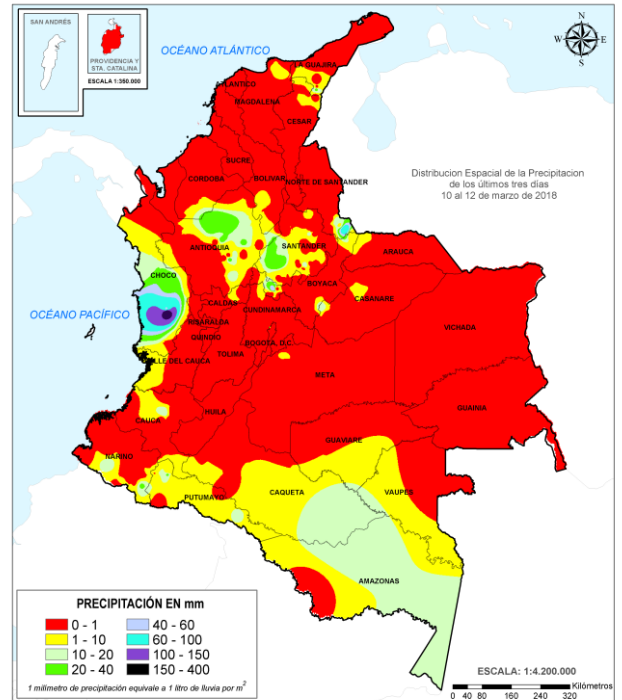 SAN ANDRÉS
PROVIDENCIA Y
STA. CATALINA
ESCALA 1:360.000
OCÉANO ATLÁNTICO
N
W E
S
LA GUAJIRA
ATLANTICO
MAGDALENA
CESAR
Distribucion Espacial de la Precipitacion
de los últimos tres días
10 al 12 de marzo de 2018
SUCRE
CORDOBA
BOLIVAR
NORTE DE SANTANDER
ANTIOQUIA
SANTANDER
ARAUCA
CHOCO
BOYACA
CASANARE
CALDAS
CUNDINAMARCA
OCÉANO PACÍFICO
RISARALDA
VICHADA
QUINDIO
BOGOTA, D.C.
TOLIMA
VALLE DEL CAUCA
META
GUAINIA
HUILA
CAUCA
GUAVIARE
NARIÑO
CAQUETA
VAUPES
PUTUMAYO
AMAZONAS
PRECIPITACIÓN EN mm
0 - 1 40 - 60
1 - 10 60 - 100
10 - 20 100 - 150
20 - 40 150 - 400
1 milímetro de precipitación equivale a 1 litro de lluvia por m²
ESCALA: 1:4.200.000
Kilómetros
0 40 80 160 240 320